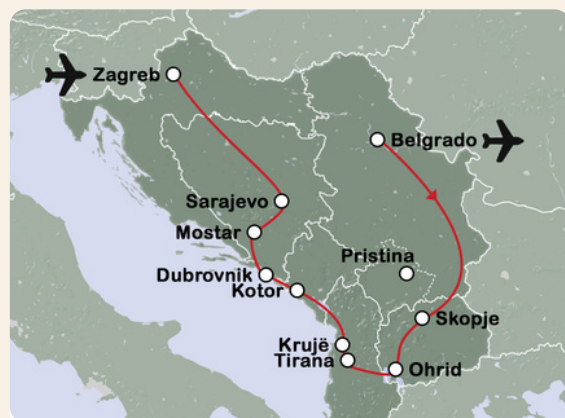 Zagreb
Belgrado
Sarajevo
Mostar
Pristina
Dubrovnik
Kotor
Skopje
Krujë
Tirana
Ohrid